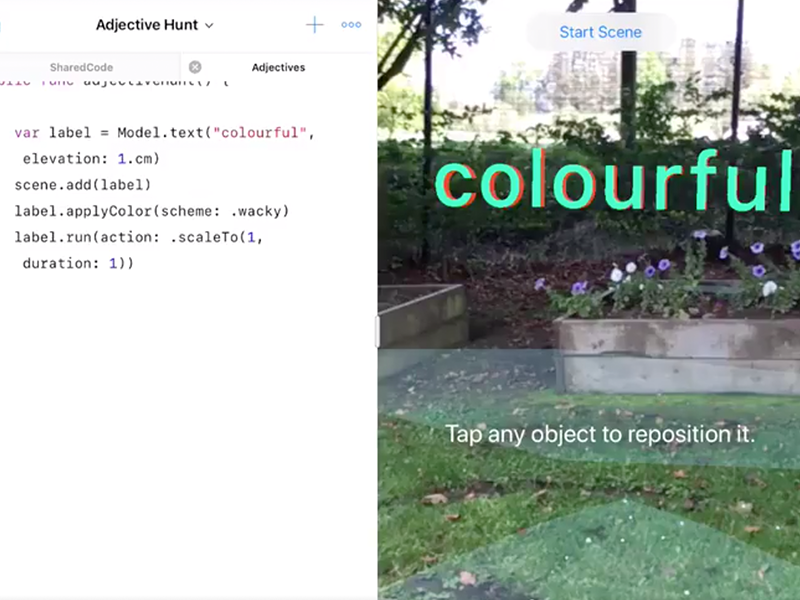 Adjective Hunt
SharedCode
Adjectives
func adjectiveHunt() {
var label = Model.text("colourful",
elevation: 1.cm)
scene.add(label)
label.applyColor(scheme: .wacky)
label.run(action: .scaleTo(1,
duration: 1))
Start Scene
colourful
Tap any object to reposition it.